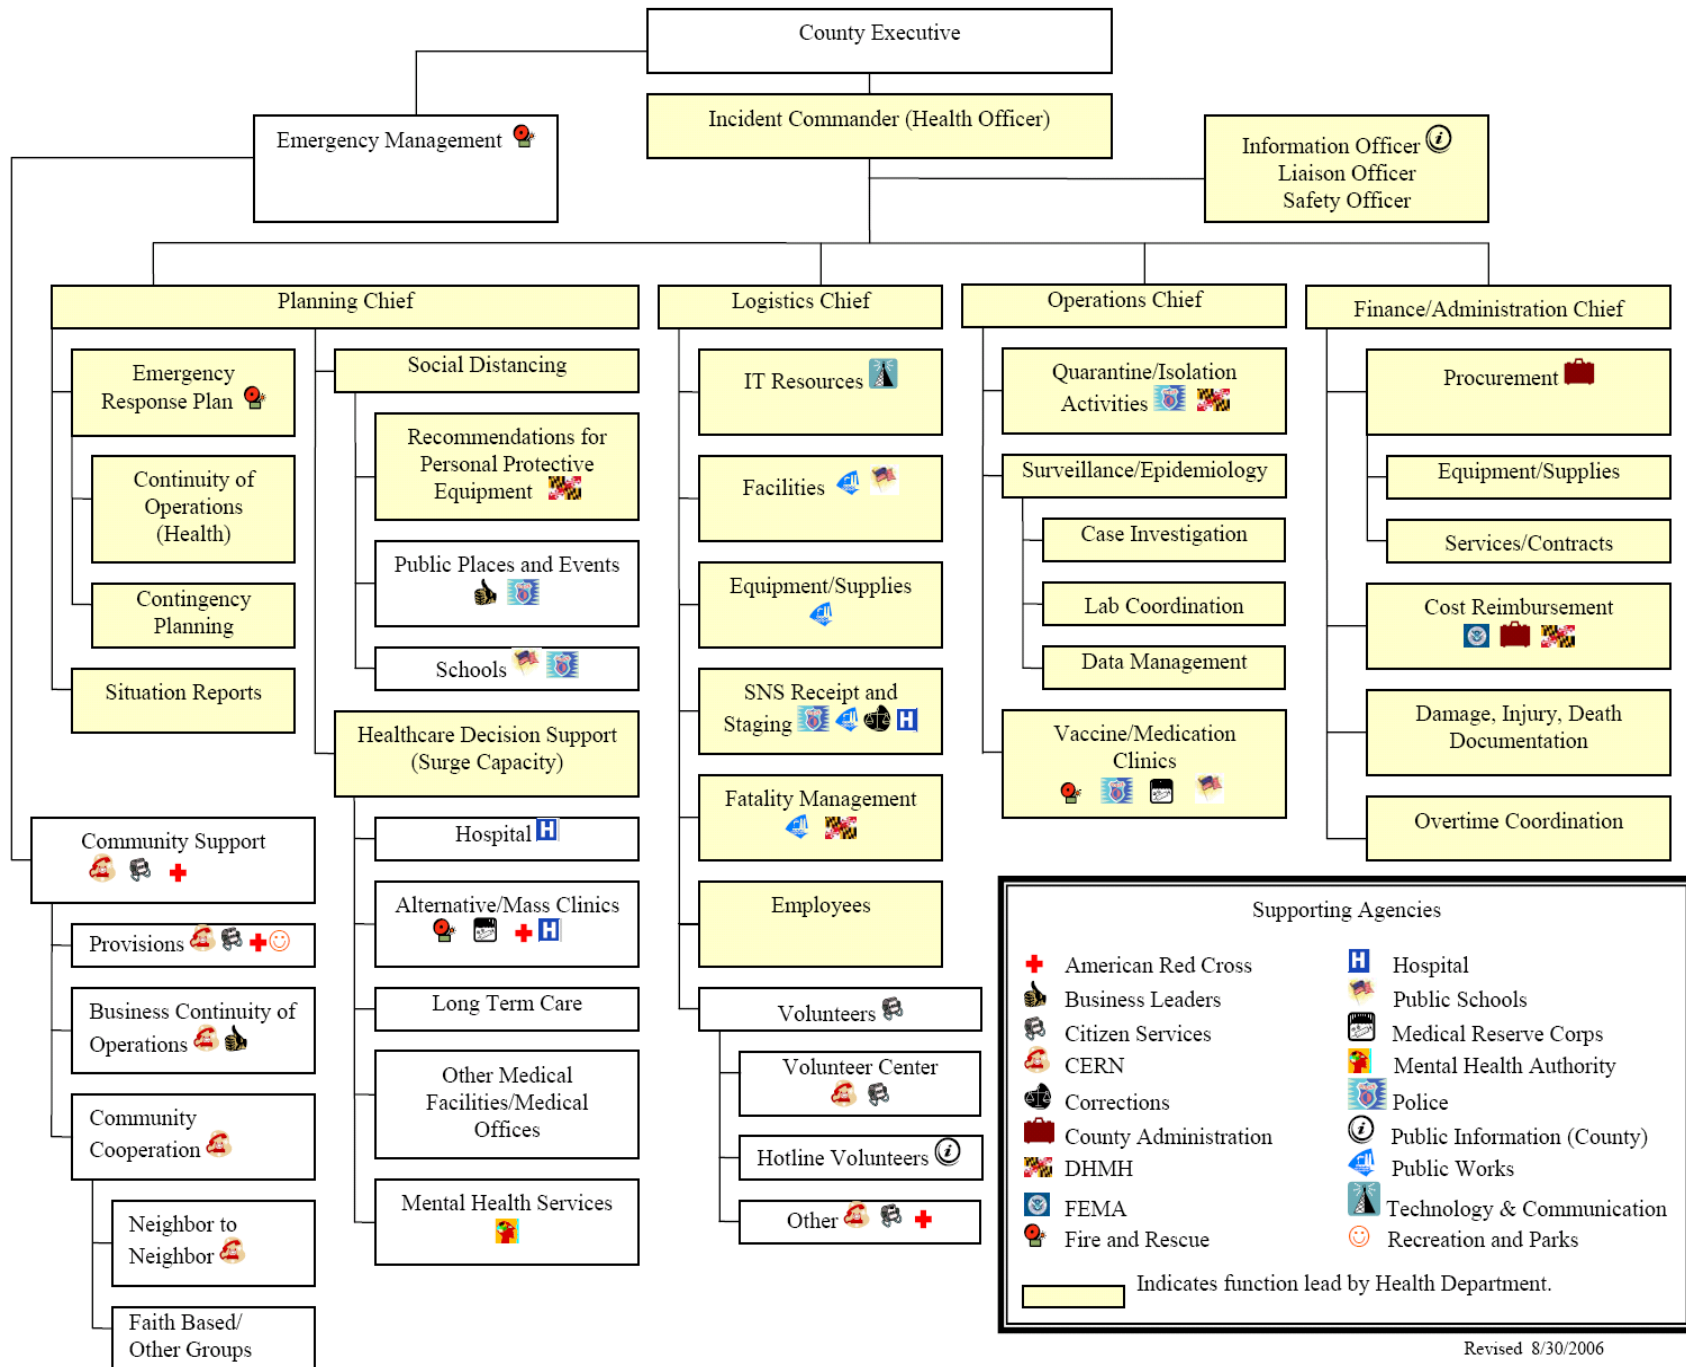 County Executive
Incident Commander (Health Officer)
Emergency Management
Information Officer
Liaison Officer
Safety Officer
Planning Chief
Emergency
Response Plan
Continuity of
Operations
(Health)
Contingency
Planning
Situation Reports
Social Distancing
Recommendations for
Personal Protective
Equipment
Public Places and Events
Schools
Healthcare Decision Support
(Surge Capacity)
Hospital
Alternative/Mass Clinics
Long Term Care
Other Medical
Facilities/Medical
Offices
Mental Health Services
Logistics Chief
IT Resources
Facilities
Equipment/Supplies
SNS Receipt and
Staging
Fatality Management
Employees
Volunteers
Volunteer Center
Hotline Volunteers
Other
Operations Chief
Quarantine/Isolation
Activities
Surveillance/Epidemiology
Case Investigation
Lab Coordination
Data Management
Vaccine/Medication
Clinics
Finance/Administration Chief
Procurement
Equipment/Supplies
Services/Contracts
Cost Reimbursement
Damage, Injury, Death
Documentation
Overtime Coordination
Community Support
Provisions
Business Continuity of
Operations
Community
Cooperation
Neighbor to
Neighbor
Faith Based/
Other Groups
Supporting Agencies
American Red Cross
Business Leaders
Citizen Services
CERN
Corrections
County Administration
DHMH
FEMA
Fire and Rescue
Hospital
Public Schools
Medical Reserve Corps
Mental Health Authority
Police
Public Information (County)
Public Works
Technology & Communication
Recreation and Parks
Indicates function lead by Health Department.
Revised 8/30/2006